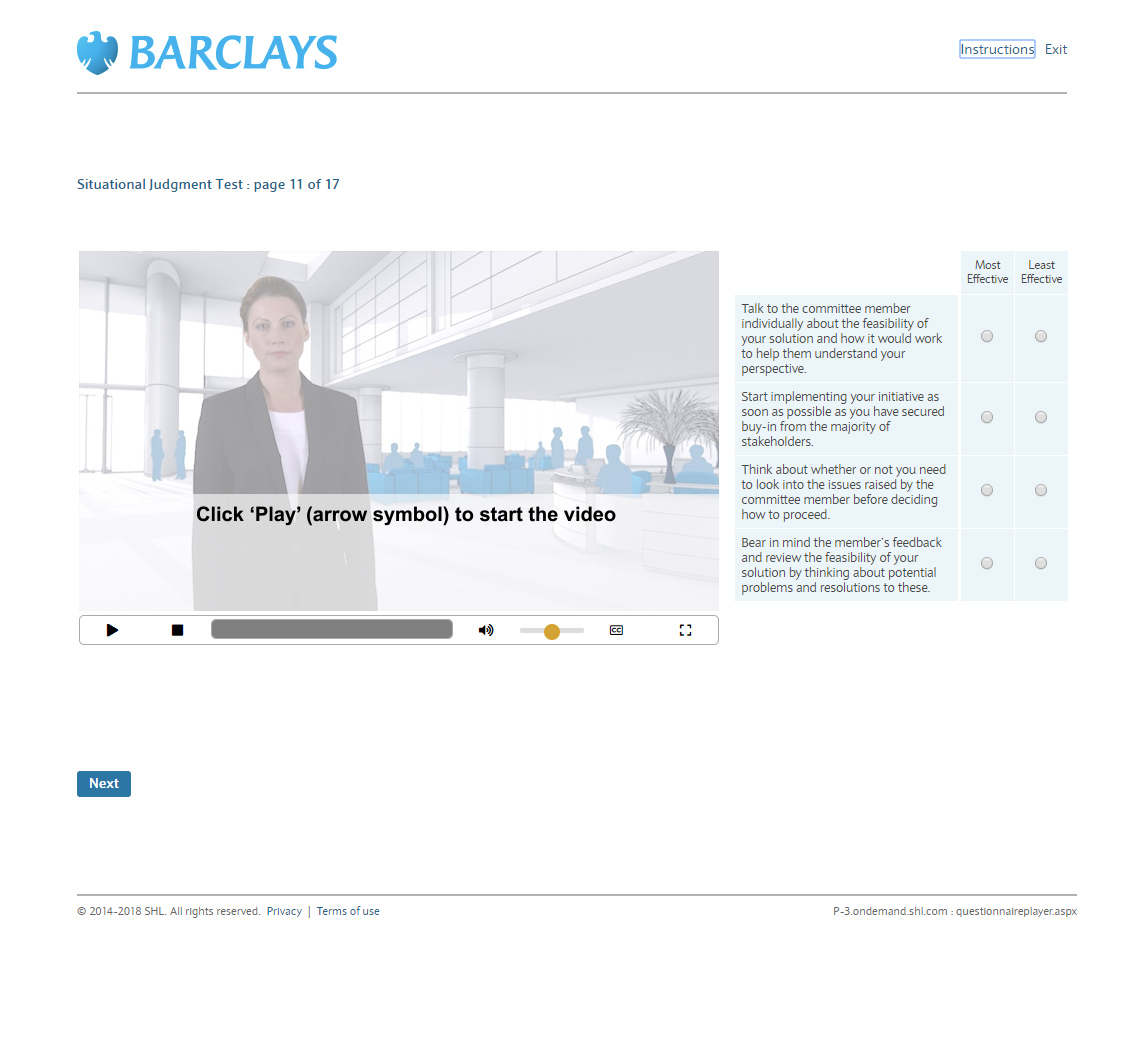 BARCLAYS
Instructions Exit
Situational Judgment Test : page 11 of 17
Click ‘Play’ (arrow symbol) to start the video
CC
Most
Effective
Least
Effective
Talk to the committee member
individually about the feasibility of
your solution and how it would work
to help them understand your
perspective.
Start implementing your initiative as
soon as possible as you have secured
buy-in from the majority of
stakeholders.
Think about whether or not you need
to look into the issues raised by the
committee member before deciding
how to proceed.
Bear in mind the member's feedback
and review the feasibility of your
solution by thinking about potential
problems and resolutions to these.
Next
© 2014-2018 SHL. All rights reserved. Privacy | Terms of use
P-3.ondemand.shl.com : questionnaireplayer.aspx